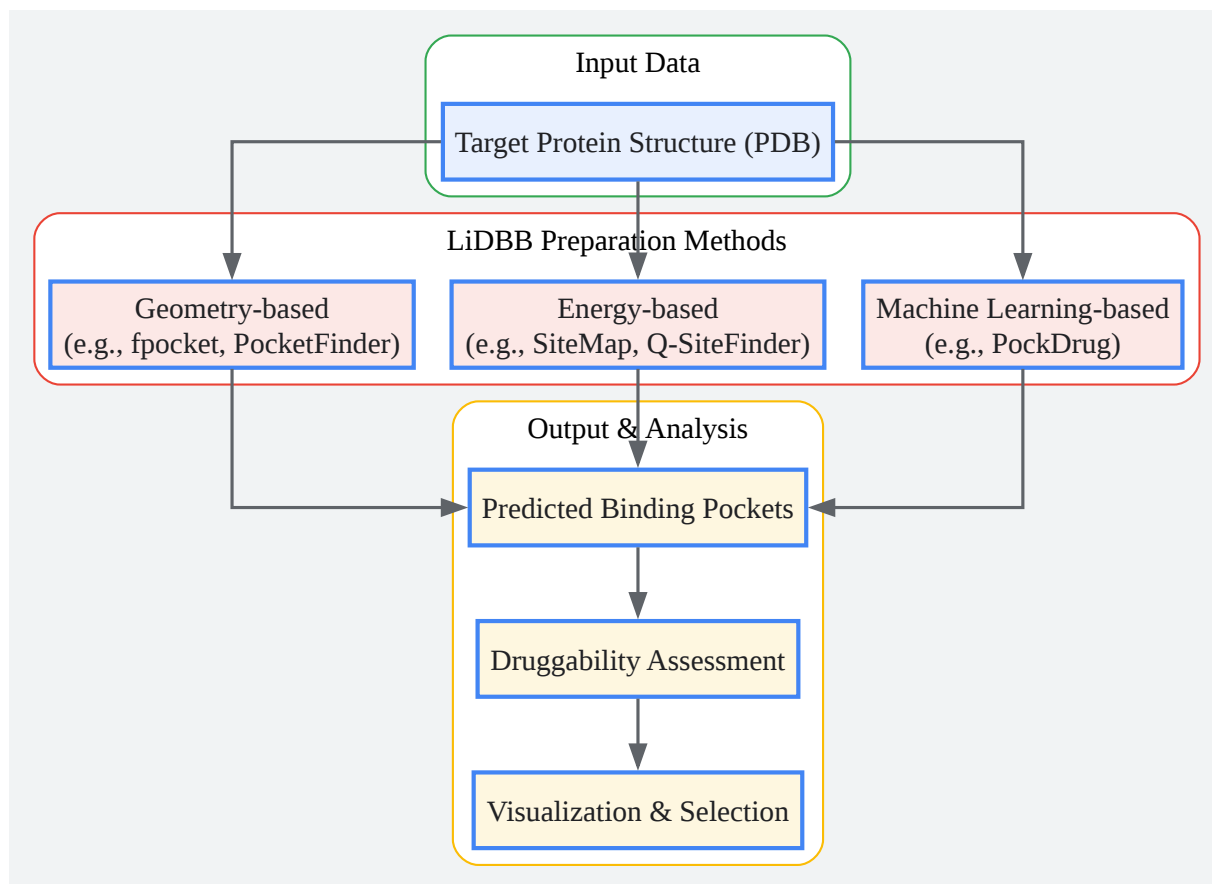 Input Data
Target Protein Structure (PDB)
LiDBB Preparation Methods
Geometry-based
(e.g., fpocket, PocketFinder)
Energy-based
(e.g., SiteMap, Q-SiteFinder)
Machine Learning-based
(e.g., PockDrug)
Output & Analysis
Predicted Binding Pockets
Druggability Assessment
Visualization & Selection